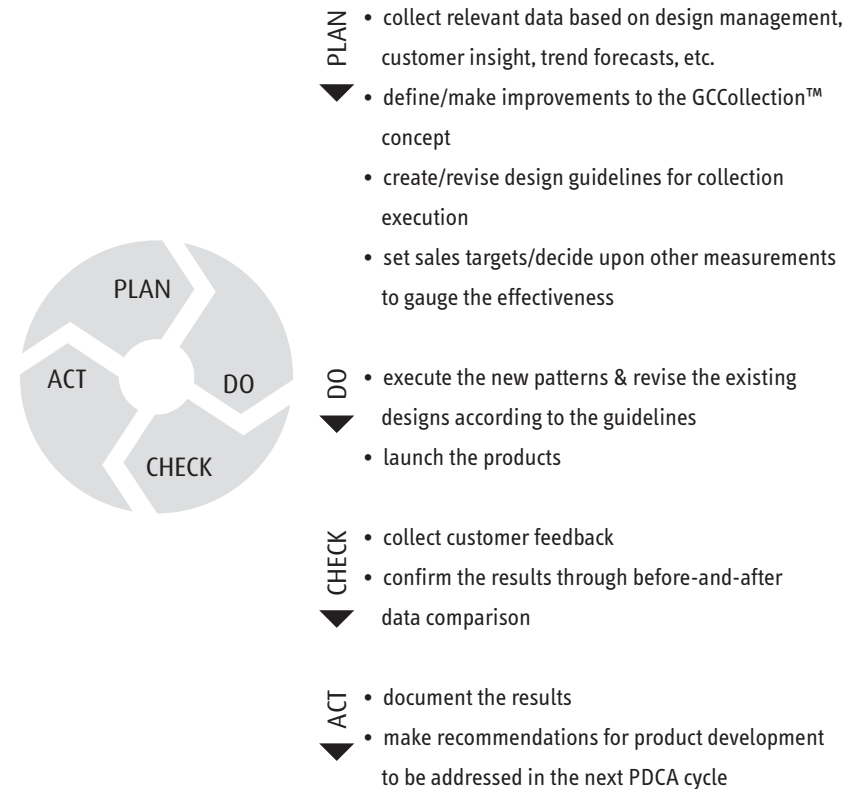 PLAN
• collect relevant data based on design management,
customer insight, trend forecasts, etc.
• define/make improvements to the GCCollection™
concept
• create/revise design guidelines for collection
execution
• set sales targets/decide upon other measurements
to gauge the effectiveness
PLAN
ACT
DO
CHECK
DO
• execute the new patterns & revise the existing
designs according to the guidelines
• launch the products
CHECK
• collect customer feedback
• confirm the results through before-and-after
data comparison
ACT
• document the results
• make recommendations for product development
to be addressed in the next PDCA cycle